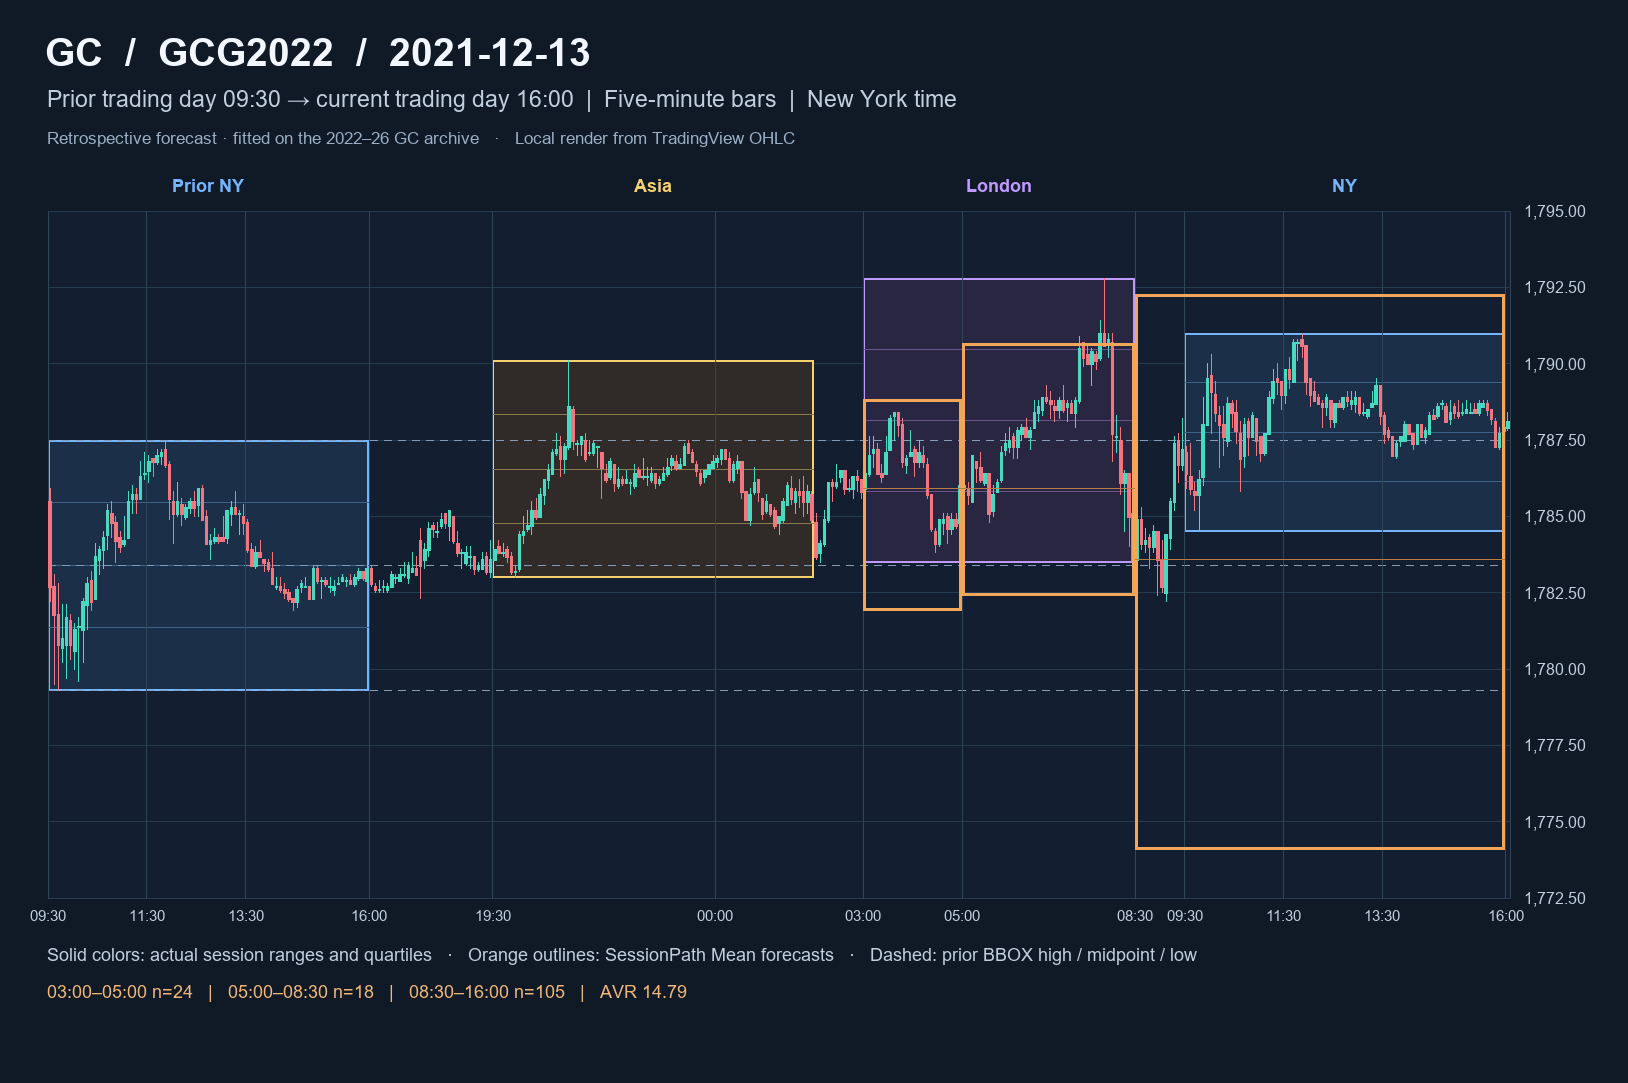 GC / GCG2022 / 2021-12-13
Prior trading day 09:30 → current trading day 16:00 | Five-minute bars | New York time
Retrospective forecast · fitted on the 2022–26 GC archive · Local render from TradingView OHLC
Prior NY Asia London NY
1,795.00
1,792.50
1,790.00
1,787.50
1,785.00
1,782.50
1,780.00
1,777.50
1,775.00
1,772.50
09:30 11:30 13:30 16:00 19:30 00:00 03:00 05:00 08:30 09:30 11:30 13:30 16:00
Solid colors: actual session ranges and quartiles · Orange outlines: SessionPath Mean forecasts · Dashed: prior BBOX high / midpoint / low
03:00–05:00 n=24 | 05:00–08:30 n=18 | 08:30–16:00 n=105 | AVR 14.79